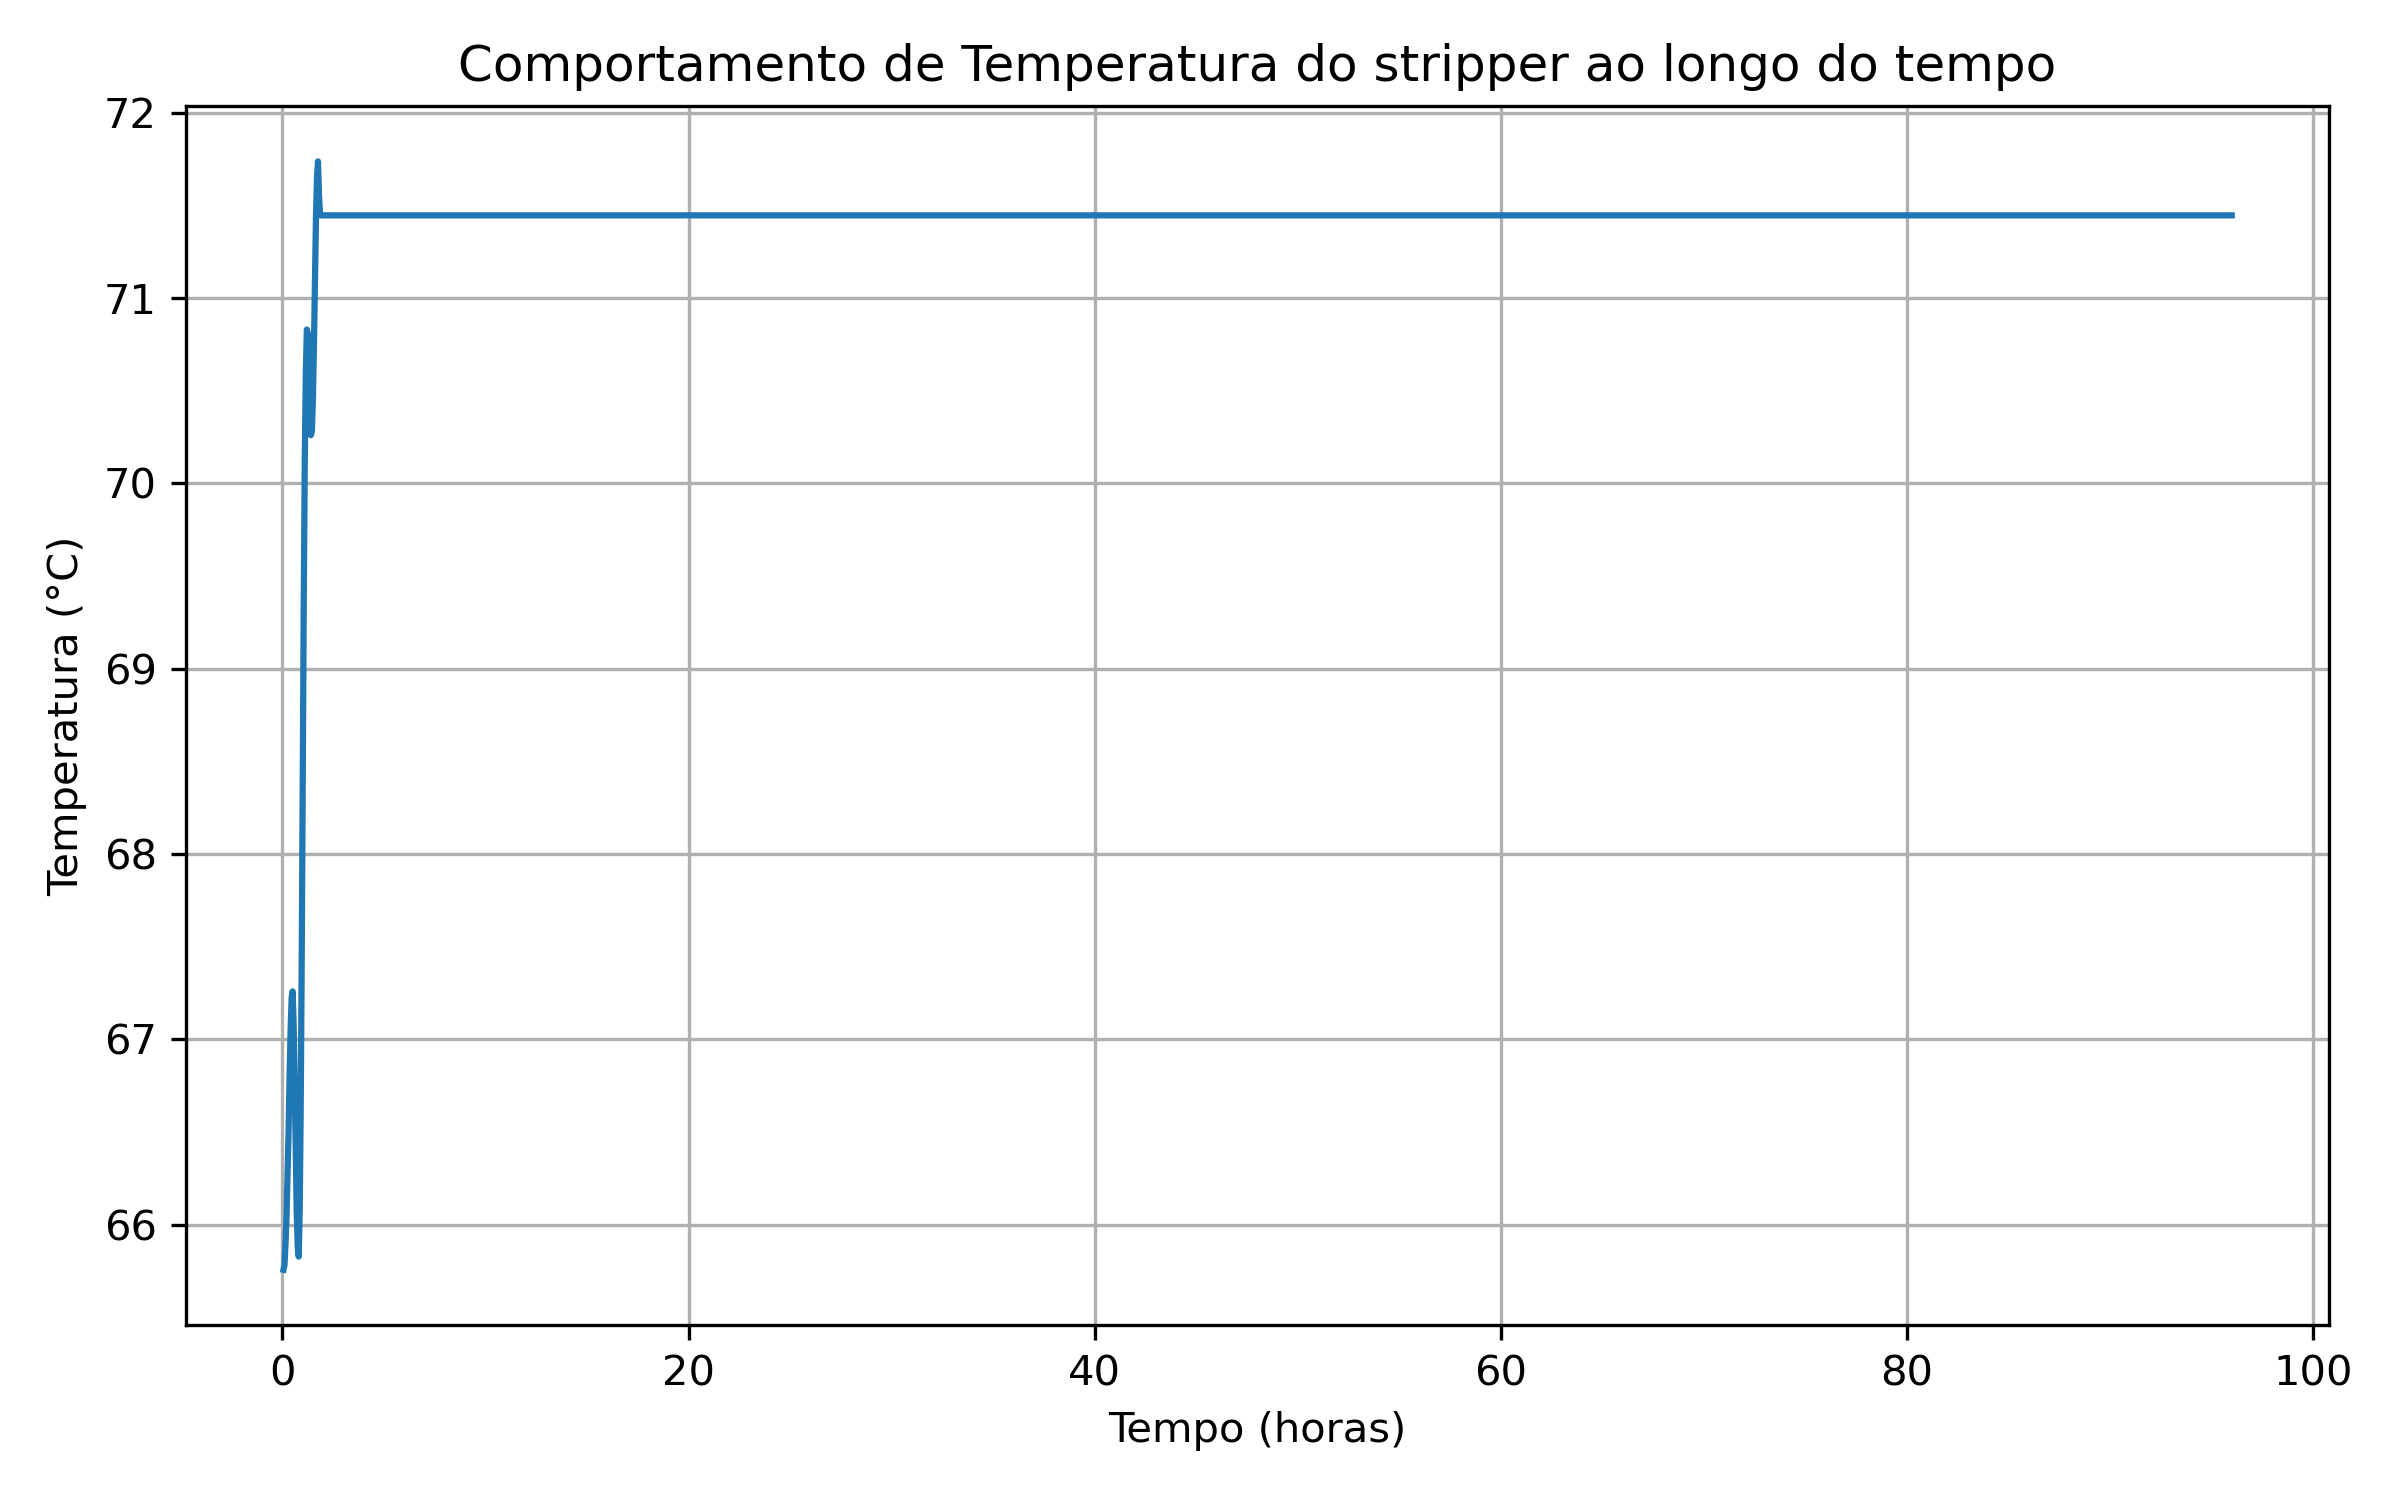 Comportamento de Temperatura do stripper ao longo do tempo
72
71
70
69
68
67
66
Temperatura (°C)
0 20 40 60 80 100
Tempo (horas)